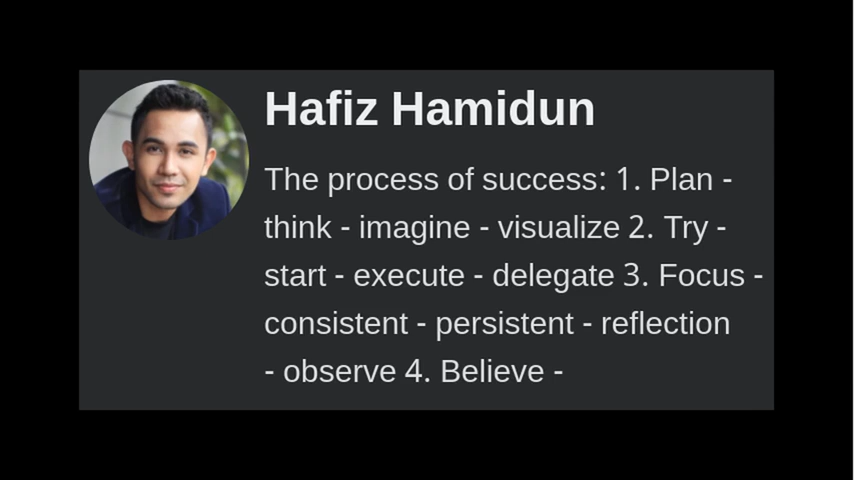 Hafiz Hamidun
The process of success: 1. Plan -
think - imagine - visualize 2. Try -
start - execute - delegate 3. Focus -
consistent - persistent - reflection
- observe 4. Believe -